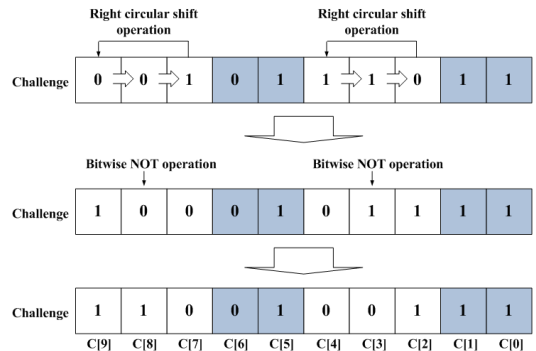 Right circular shift operation Right circular shift operation
Challenge 0 0 1 0 1 1 1 0 1 1
Bitwise NOT operation Bitwise NOT operation
Challenge 1 0 0 0 1 0 1 1 1 1
Challenge 1 1 0 0 1 0 0 1 1 1
C[9] C[8] C[7] C[6] C[5] C[4] C[3] C[2] C[1] C[0]